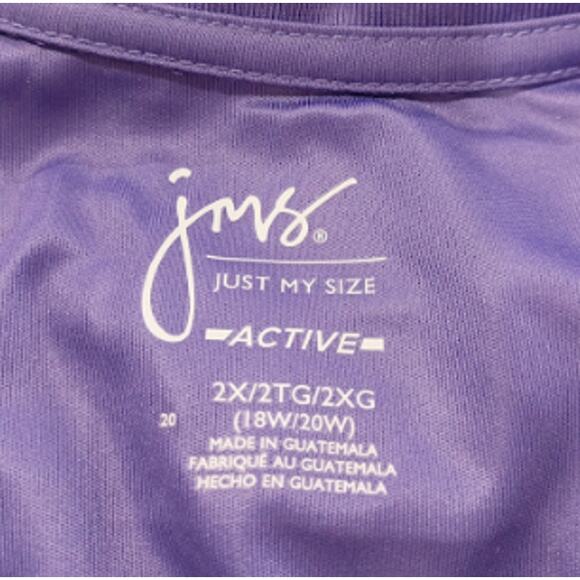 jms®
JUST MY SIZE
ACTIVE
2X/2TG/2XG
(18W/20W)
20
MADE IN GUATEMALA
FABRIQUÉ AU GUATEMALA
HECHO EN GUATEMALA